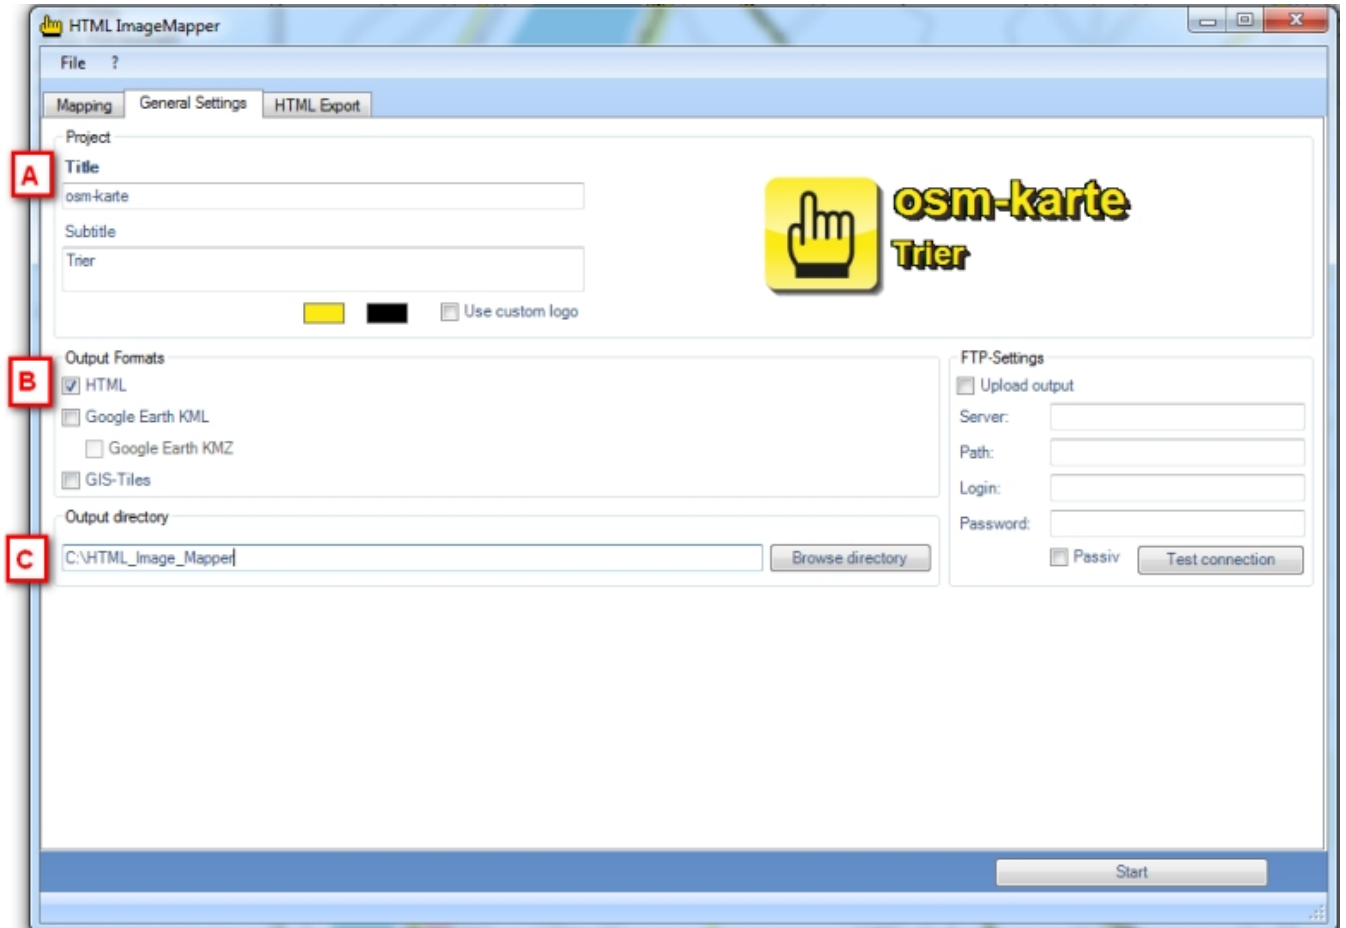 HTML ImageMapper
File ?
Mapping General Settings HTML Export
Project
A
Title
osm-karte
Subtitle
Trier
Use custom logo
osm-karte
Trier
B
Output Formats
HTML
Google Earth KML
Google Earth KMZ
GIS-Tiles
FTP-Settings
Upload output
Server:
Path:
Login:
Password:
Passiv Test connection
C
Output directory
C:\HTML_Image_Mapper Browse directory
Start